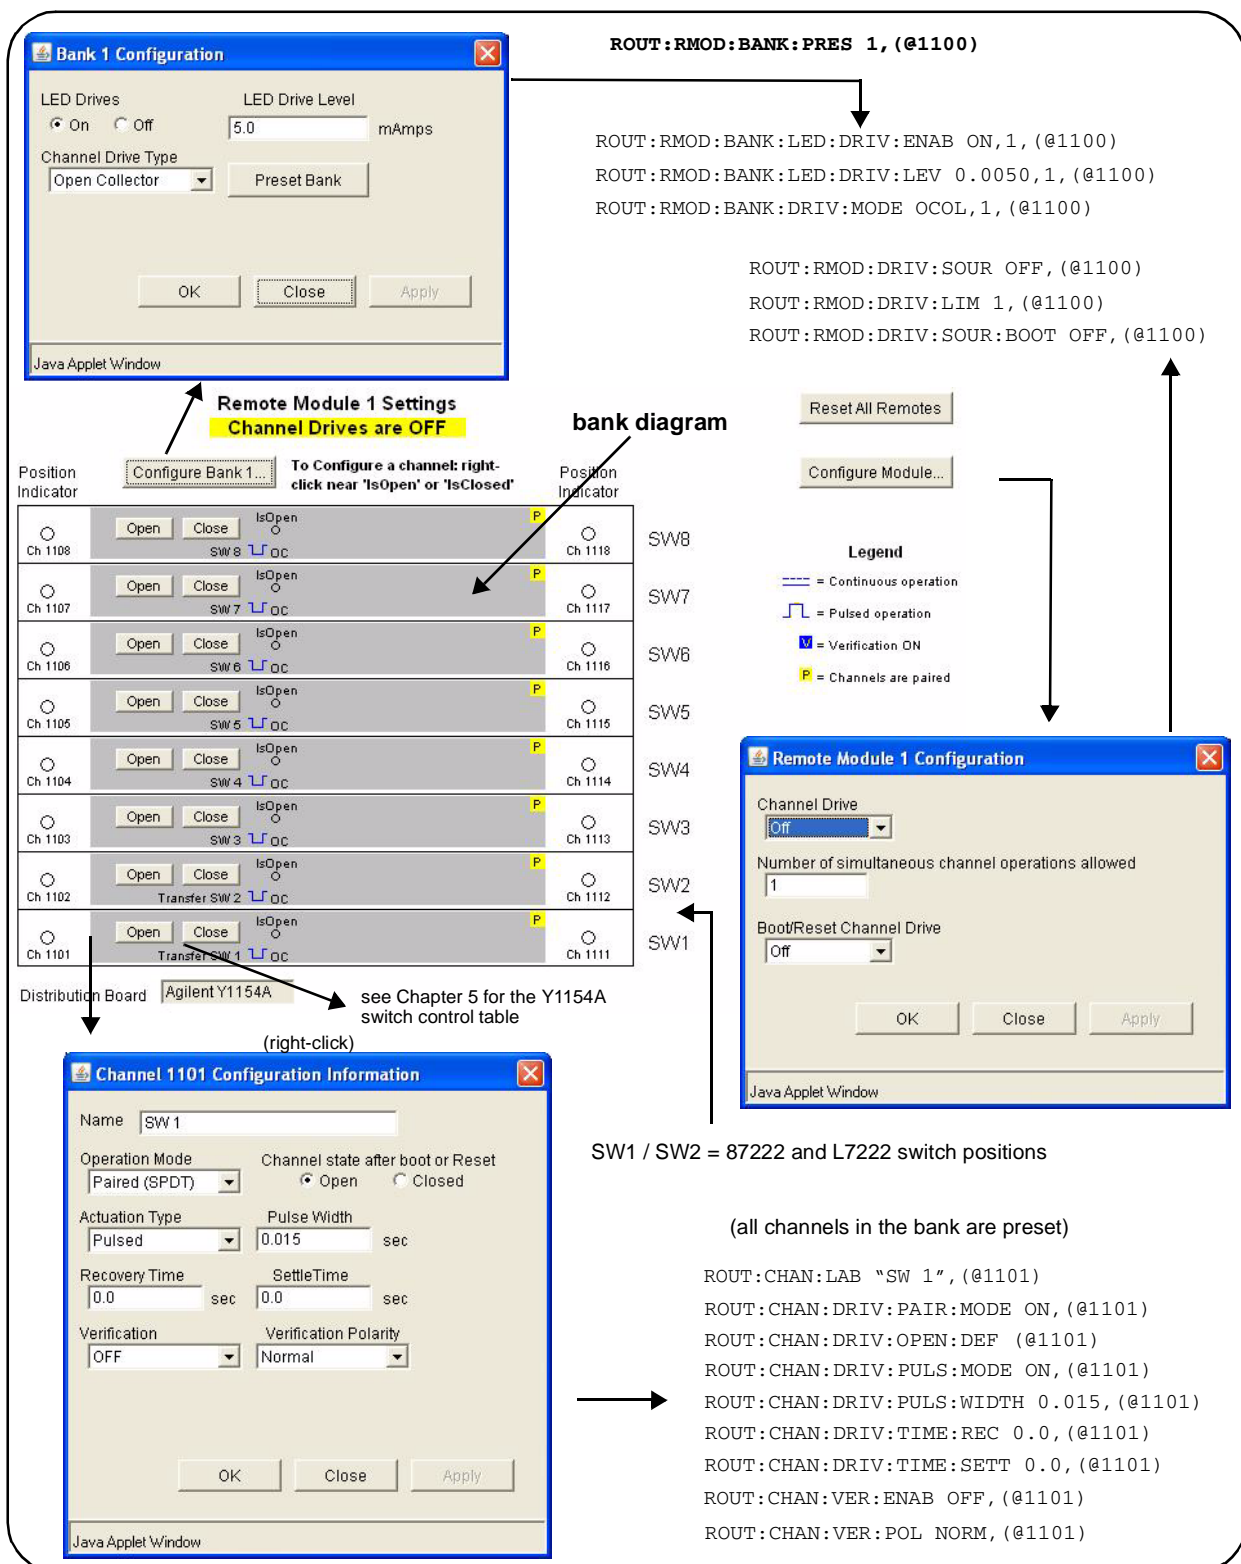 Bank 1 Configuration
ROUT:RMOD:BANK:PRES 1,(@1100)
LED Drives
LED Drive Level
On
Off
5.0
mAmps
Channel Drive Type
Open Collector
Preset Bank
OK
Close
Apply
Java Applet Window
ROUT:RMOD:BANK:LED:DRIV:ENAB ON,1,(@1100)
ROUT:RMOD:BANK:LED:DRIV:LEV 0.0050,1,(@1100)
ROUT:RMOD:BANK:DRIV:MODE OCOL,1,(@1100)
ROUT:RMOD:DRIV:SOUR OFF,(@1100)
ROUT:RMOD:DRIV:LIM 1,(@1100)
ROUT:RMOD:DRIV:SOUR:BOOT OFF,(@1100)
Remote Module 1 Settings
Channel Drives are OFF
bank diagram
Reset All Remotes
Position
Indicator
Configure Bank 1...
To Configure a channel: right-
click near 'IsOpen' or 'IsClosed'
Position
Indicator
Configure Module...
Ch 1108
Open
Close
IsOpen
SW 8
OC
P
Ch 1118
SW8
Ch 1107
Open
Close
IsOpen
SW 7
OC
P
Ch 1117
SW7
Ch 1106
Open
Close
IsOpen
SW 6
OC
P
Ch 1116
SW6
Ch 1105
Open
Close
IsOpen
SW 5
OC
P
Ch 1115
SW5
Ch 1104
Open
Close
IsOpen
SW 4
OC
P
Ch 1114
SW4
Ch 1103
Open
Close
IsOpen
SW 3
OC
P
Ch 1113
SW3
Ch 1102
Open
Close
IsOpen
Transfer SW 2
OC
P
Ch 1112
SW2
Ch 1101
Open
Close
IsOpen
Transfer SW 1
OC
P
Ch 1111
SW1
Legend
= Continuous operation
= Pulsed operation
V = Verification ON
P = Channels are paired
Distribution Board
Agilent Y1154A
see Chapter 5 for the Y1154A
switch control table
(right-click)
Remote Module 1 Configuration
Channel Drive
Off
Number of simultaneous channel operations allowed
1
Boot/Reset Channel Drive
Off
OK
Close
Apply
Java Applet Window
Channel 1101 Configuration Information
Name
SW 1
Operation Mode
Channel state after boot or Reset
Paired (SPDT)
Open
Closed
Actuation Type
Pulse Width
Pulsed
0.015
sec
Recovery Time
SettleTime
0.0
sec
0.0
sec
Verification
Verification Polarity
OFF
Normal
OK
Close
Apply
Java Applet Window
SW1 / SW2 = 87222 and L7222 switch positions
(all channels in the bank are preset)
ROUT:CHAN:LAB “SW 1”,(@1101)
ROUT:CHAN:DRIV:PAIR:MODE ON,(@1101)
ROUT:CHAN:DRIV:OPEN:DEF (@1101)
ROUT:CHAN:DRIV:PULS:MODE ON,(@1101)
ROUT:CHAN:DRIV:PULS:WIDTH 0.015,(@1101)
ROUT:CHAN:DRIV:TIME:REC 0.0,(@1101)
ROUT:CHAN:DRIV:TIME:SETT 0.0,(@1101)
ROUT:CHAN:VER:ENAB OFF,(@1101)
ROUT:CHAN:VER:POL NORM,(@1101)